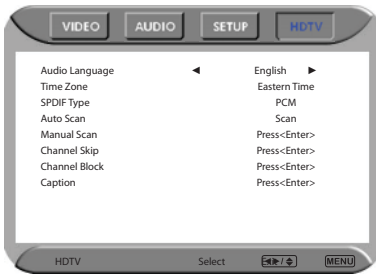 VIDEO AUDIO SETUP HDTV
Audio Language ◄ English ►
Time Zone Eastern Time
SPDIF Type PCM
Auto Scan Scan
Manual Scan Press<Enter>
Channel Skip Press<Enter>
Channel Block Press<Enter>
Caption Press<Enter>
HDTV Select MENU